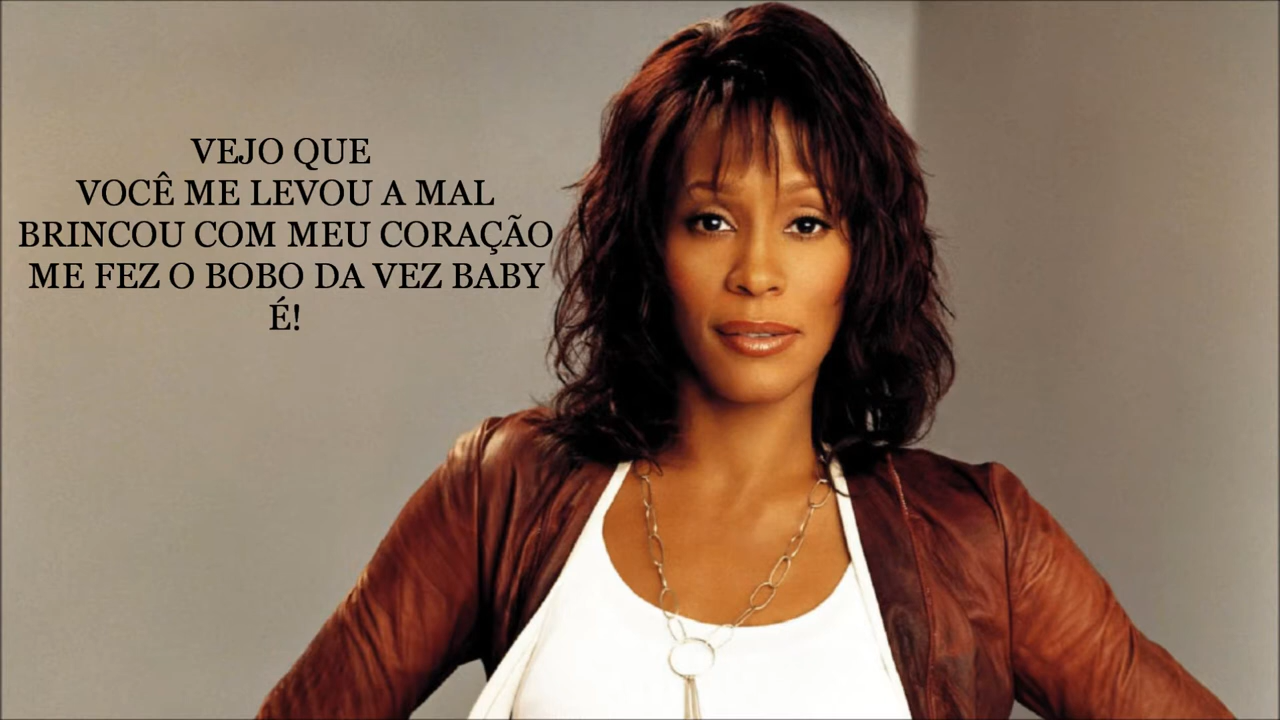 VEJO QUE
VOCÊ ME LEVOU A MAL
BRINCOU COM MEU CORAÇÃO
ME FEZ O BOBO DA VEZ BABY
É!